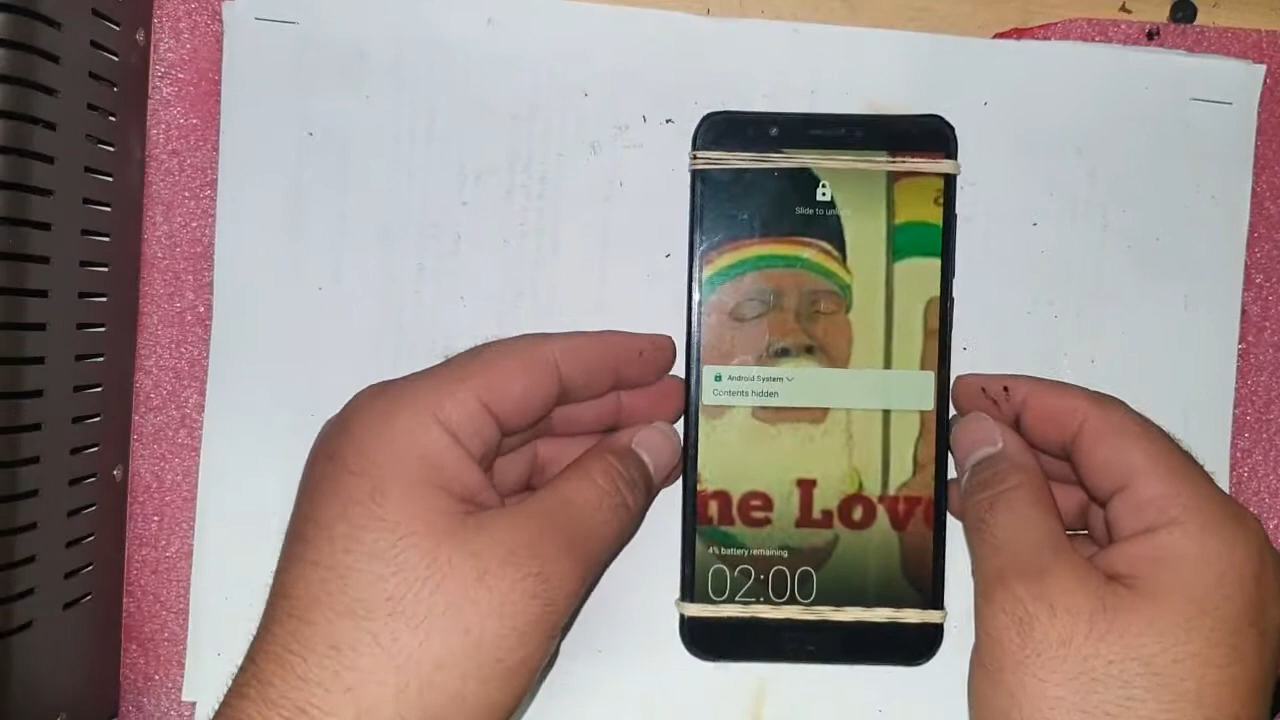 Slide to unlock
Android System
Contents hidden
ne Love
4% battery remaining
02:00